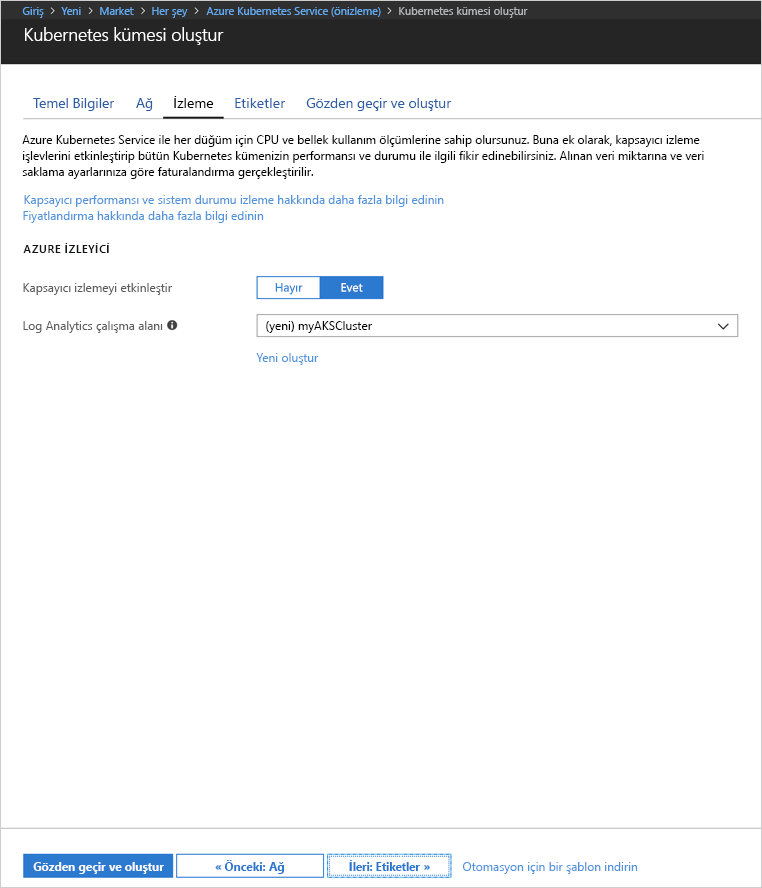 Giriş > Yeni > Market > Her şey > Azure Kubernetes Service (önizleme) > Kubernetes kümesi oluştur
Kubernetes kümesi oluştur
Temel Bilgiler Ağ İzleme Etiketler Gözden geçir ve oluştur
Azure Kubernetes Service ile her düğüm için CPU ve bellek kullanım ölçümlerine sahip olursunuz. Buna ek olarak, kapsayıcı izleme
işlevlerini etkinleştirip bütün Kubernetes kümenizin performansı ve durumu ile ilgili fikir edinebilirsiniz. Alınan veri miktarına ve veri
saklama ayarlarınıza göre faturalandırma gerçekleştirilir.
Kapsayıcı performansı ve sistem durumu izleme hakkında daha fazla bilgi edinin
Fiyatlandırma hakkında daha fazla bilgi edinin
AZURE İZLEYİCİ
Kapsayıcı izlemeyi etkinleştir Hayır Evet
Log Analytics çalışma alanı (yeni) myAKSCluster
Yeni oluştur
Gözden geçir ve oluştur « Önceki: Ağ İleri: Etiketler » Otomasyon için bir şablon indirin